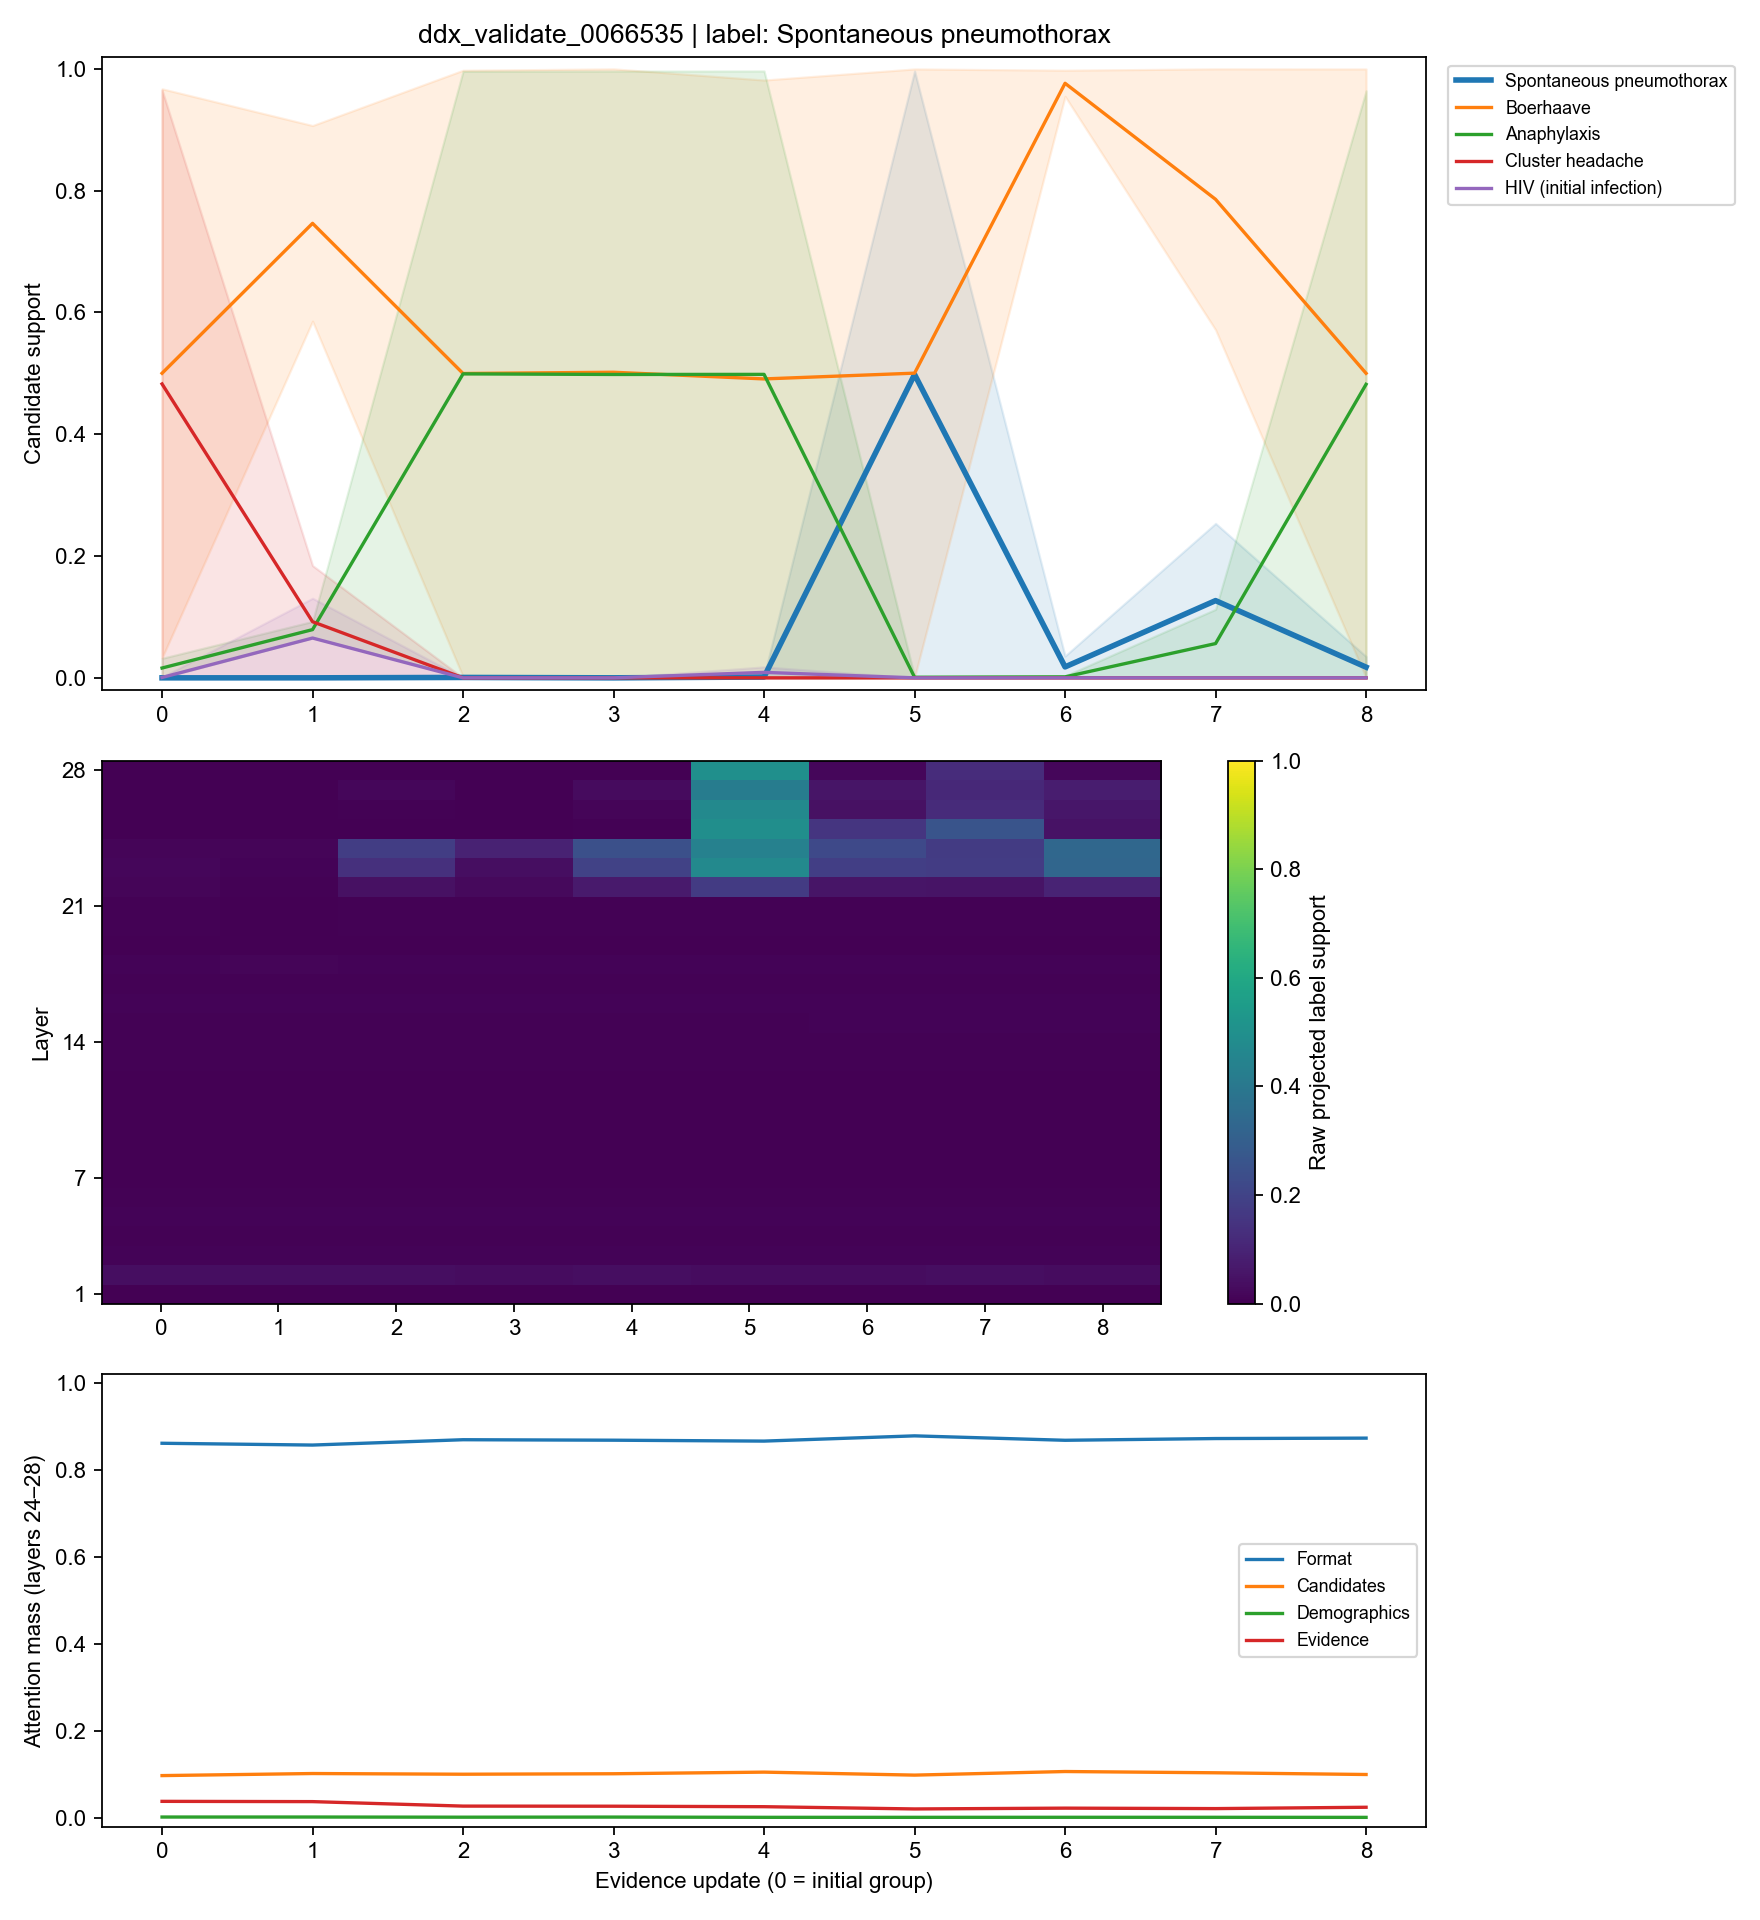 ddx_validate_0066535 | label: Spontaneous pneumothorax
Candidate support
1.0
0.8
0.6
0.4
0.2
0.0
0 1 2 3 4 5 6 7 8
Spontaneous pneumothorax
Boerhaave
Anaphylaxis
Cluster headache
HIV (initial infection)
Layer
28
21
14
7
1
0 1 2 3 4 5 6 7 8
1.0
0.8
0.6
0.4
0.2
0.0
Raw projected label support
Attention mass (layers 24–28)
1.0
0.8
0.6
0.4
0.2
0.0
Format
Candidates
Demographics
Evidence
0 1 2 3 4 5 6 7 8
Evidence update (0 = initial group)